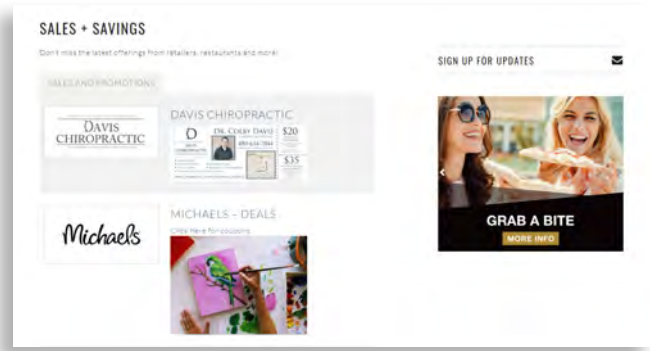 SALES + SAVINGS
Don't miss the latest offerings from retailers, restaurants and more!
SALES AND PROMOTIONS
DAVIS
CHIROPRACTIC
DAVIS CHIROPRACTIC
D
DR. COLBY DAVIS
$20
$35
Michaels
MICHAELS - DEALS
Click here for coupons
SIGN UP FOR UPDATES
GRAB A BITE
MORE INFO